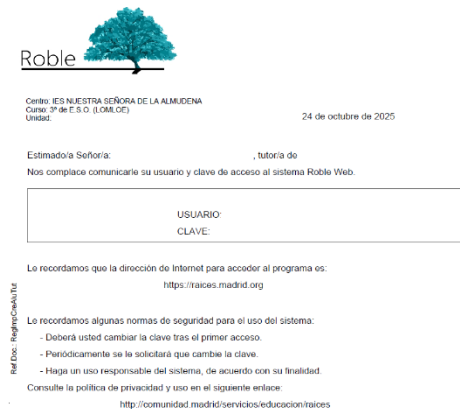 Roble
Centro: IES NUESTRA SEÑORA DE LA ALMUDENA
Curso: 3º de E.S.O. (LOMLOE)
Unidad:
24 de octubre de 2025
Estimado/a Señor/a: , tutor/a de
Nos complace comunicarle su usuario y clave de acceso al sistema Roble Web.
USUARIO:
CLAVE:
Le recordamos que la dirección de Internet para acceder al programa es:
https://raices.madrid.org
Le recordamos algunas normas de seguridad para el uso del sistema:
- Deberá usted cambiar la clave tras el primer acceso.
- Periódicamente se le solicitará que cambie la clave.
- Haga un uso responsable del sistema, de acuerdo con su finalidad.
Consulte la política de privacidad y uso en el siguiente enlace:
http://comunidad.madrid/servicios/educacion/raices
Ref.Doc.: RegImpCreAluTut